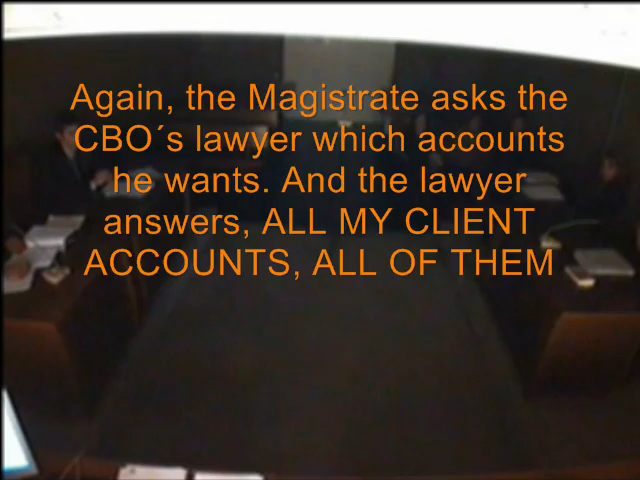 Again, the Magistrate asks the
CBO´s lawyer which accounts
he wants. And the lawyer
answers, ALL MY CLIENT
ACCOUNTS, ALL OF THEM